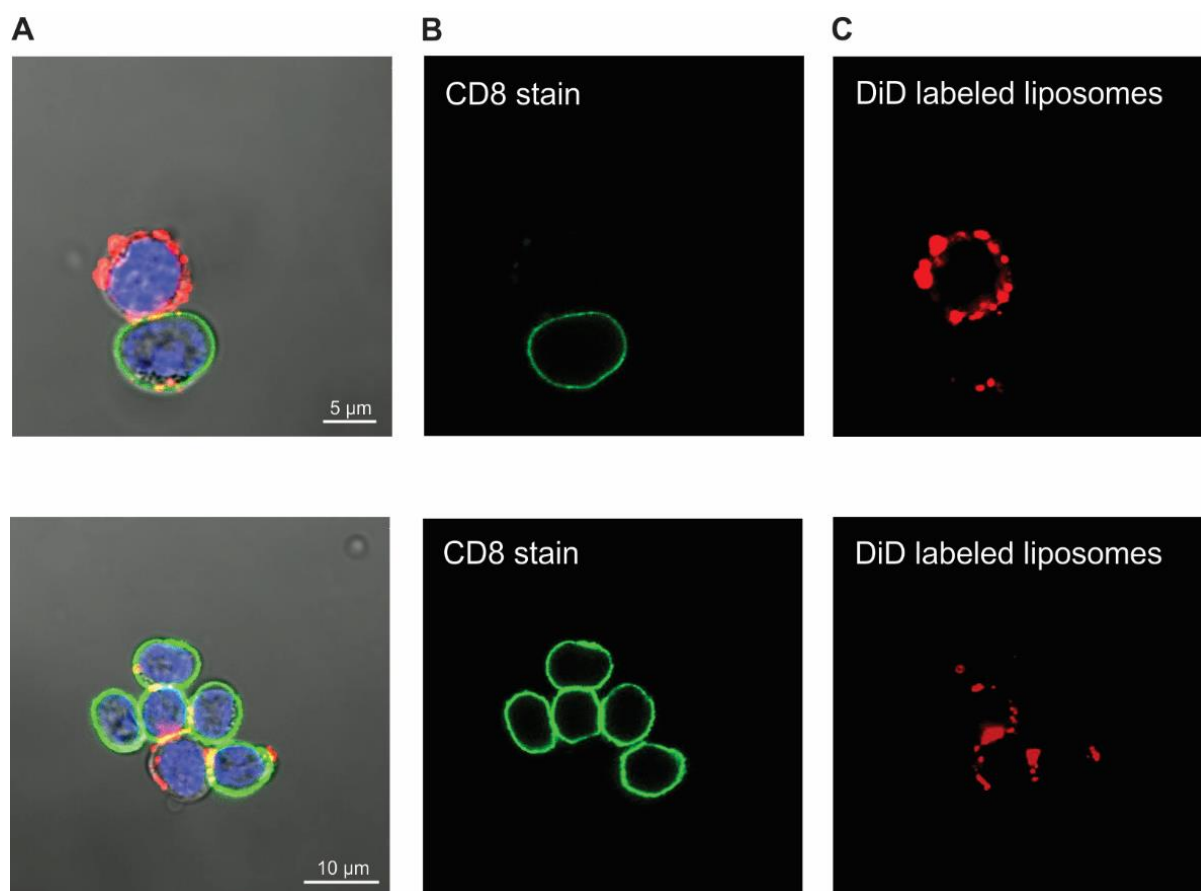 A
B
C
CD8 stain
DiD labeled liposomes
5 µm
CD8 stain
DiD labeled liposomes
10 µm